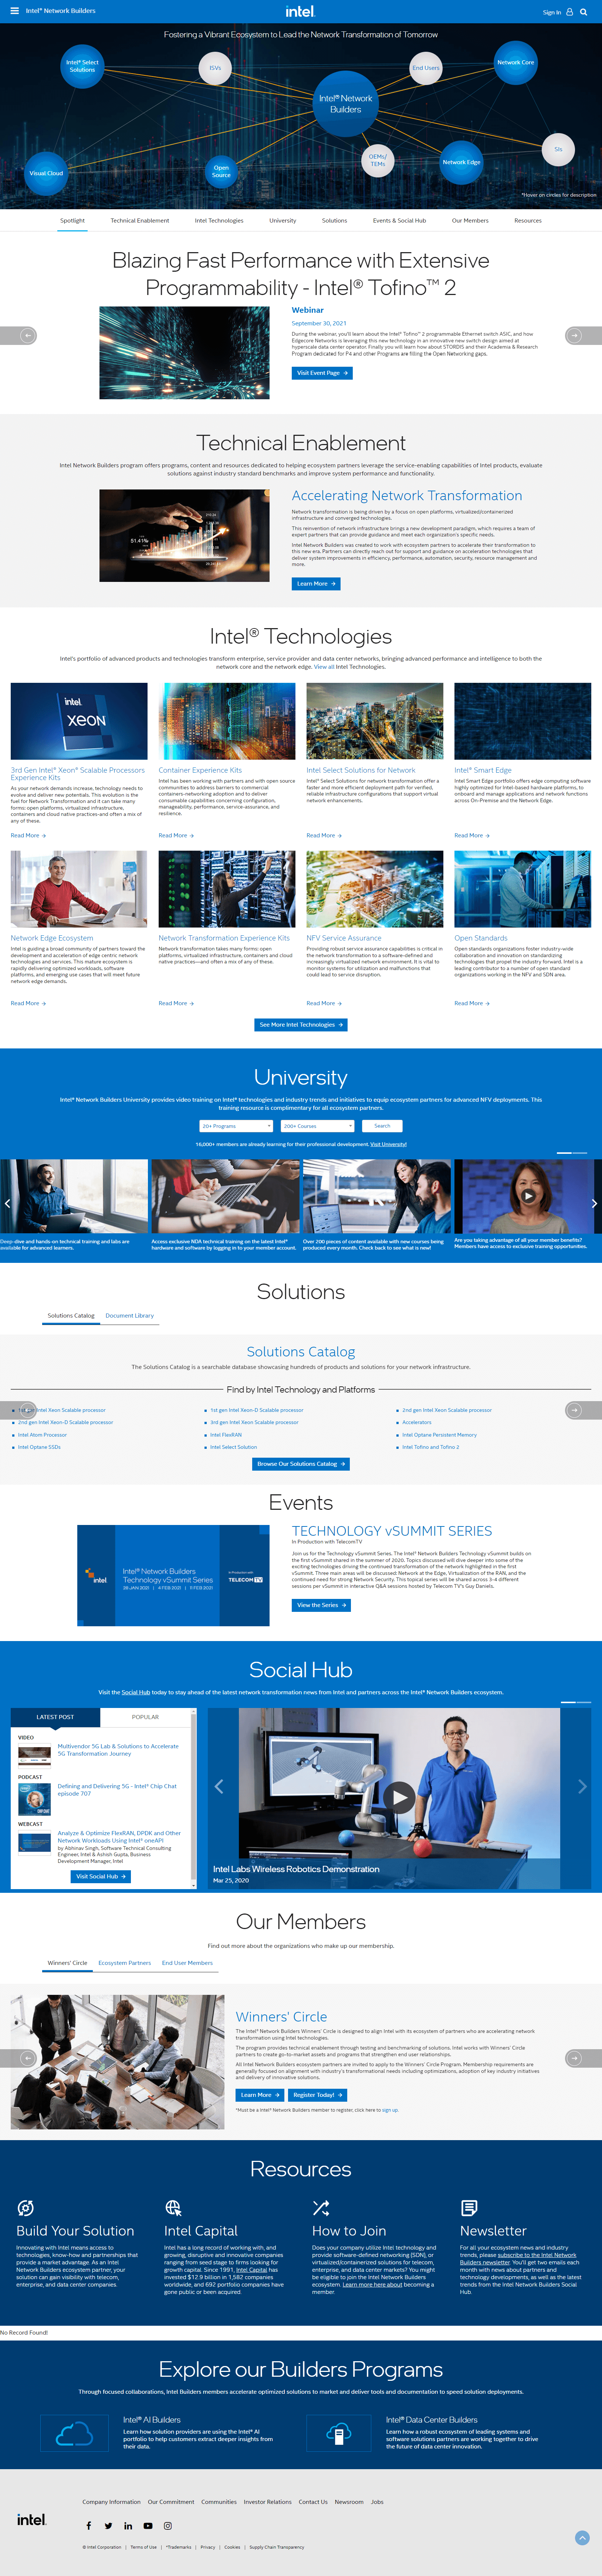 Intel® Network Builders
intel.
Sign In
Fostering a Vibrant Ecosystem to Lead the Network Transformation of Tomorrow
Intel® Select
Solutions
ISVs
End Users
Network Core
Intel® Network
Builders
OEMs/
TEMs
SIs
Visual Cloud
Open
Source
Network Edge
*Hover on circles for description
Spotlight
Technical Enablement
Intel Technologies
University
Solutions
Events & Social Hub
Our Members
Resources
Blazing Fast Performance with Extensive
Programmability - Intel® Tofino™ 2
Webinar
September 30, 2021
During the webinar, you'll learn about the Intel® Tofino™ 2 programmable Ethernet switch ASIC, and how
Edgecore Networks is leveraging this new technology in an innovative new switch design aimed at
hyperscale data center operator. Finally you will learn how about STORDIS and their Academia & Research
Program dedicated for P4 and other Programs are filling the Open Networking gaps.
Visit Event Page
Technical Enablement
Intel Network Builders program offers programs, content and resources dedicated to helping ecosystem partners leverage the service-enabling capabilities of Intel products, evaluate
solutions against industry standard benchmarks and improve system performance and functionality.
51.41%
Accelerating Network Transformation
Network transformation is being driven by a focus on open platforms, virtualized/containerized
infrastructure and converged technologies.
This reinvention of network infrastructure brings a new development paradigm, which requires a team of
expert partners that can provide guidance and meet each organization's specific needs.
Intel Network Builders was created to work with ecosystem partners to accelerate their transformation to
this new era. Partners can directly reach out for support and guidance on acceleration technologies that
deliver system improvements in efficiency, performance, automation, security, resource management and
more.
Learn More
Intel® Technologies
Intel's portfolio of advanced products and technologies transform enterprise, service provider and data center networks, bringing advanced performance and intelligence to both the
network core and the network edge. View all Intel Technologies.
intel.
XEON
3rd Gen Intel® Xeon® Scalable Processors
Experience Kits
As your network demands increase, technology needs to
evolve and deliver new potentials. This evolution is the
fuel for Network Transformation and it can take many
forms: open platforms, virtualized infrastructure,
containers and cloud native practices-and often a mix of
any of these.
Read More
Container Experience Kits
Intel has been working with partners and with open source
communities to address barriers to commercial
network-industry adoption and to deliver
consumable capabilities concerning configuration,
manageability, performance, service-assurance, and
resilience.
Read More
Intel Select Solutions for Network
Intel® Select Solutions for network transformation offer a
faster and more efficient deployment path for verified,
reliable infrastructure configurations that support virtual
network enhancements.
Read More
Intel® Smart Edge
Intel Smart Edge portfolio offers edge computing software
highly optimized for Intel-based hardware platforms, to
onboard and manage applications and network functions
across On-Premise and the Network Edge.
Read More
Network Edge Ecosystem
Intel is guiding a broad community of partners toward the
development and acceleration of edge centric network
technologies and services. This mature ecosystem is
rapidly delivering optimized workloads, software
platforms, and emerging use cases that will meet future
network edge demands.
Read More
Network Transformation Experience Kits
Network transformation takes many forms: open
platforms, virtualized infrastructure, containers and cloud
native practices—and often a mix of any of these.
Read More
NFV Service Assurance
Providing robust service assurance capabilities is critical in
the network transformation to a software-defined and
increasingly virtualized network environment. It is vital to
monitor systems for utilization and malfunctions that
could lead to service disruption.
Read More
Open Standards
Open standards organizations foster industry-wide
collaboration and innovation on standardized
technologies that propel the industry forward. Intel is a
leading contributor to a number of open standard
organizations working in the NFV and SDN area.
Read More
See More Intel Technologies
University
Intel® Network Builders University provides video training on Intel® technologies and industry trends and initiatives to equip ecosystem partners for advanced NFV deployments. This
training resource is complimentary for all ecosystem partners.
20+ Programs
200+ Courses
Search
16,000+ members are already learning for their professional development. Visit University!
Deep-dive and hands-on technical training and labs are
available for advanced learners.
Access exclusive NDA technical training on the latest Intel®
hardware and software by logging in to your member account.
Over 200 pieces of content available with new courses being
produced every month. Check back to see what is new!
Are you taking advantage of all your member benefits?
Members have access to exclusive training opportunities.
Solutions
Solutions Catalog
Document Library
Solutions Catalog
The Solutions Catalog is a searchable database showcasing hundreds of products and solutions for your network infrastructure.
Find by Intel Technology and Platforms
1st gen Intel Xeon Scalable processor
1st gen Intel Xeon-D Scalable processor
2nd gen Intel Xeon Scalable processor
2nd gen Intel Xeon-D Scalable processor
3rd gen Intel Xeon Scalable processor
Accelerators
Intel Atom Processor
Intel FlexRAN
Intel Optane Persistent Memory
Intel Optane SSDs
Intel Select Solution
Intel Tofino and Tofino 2
Browse Our Solutions Catalog
Events
intel.
Intel® Network Builders
Technology vSummit Series
28 JAN 2021 | 4 FEB 2021 | 11 FEB 2021
In Production with
TELECOM TV
TECHNOLOGY vSUMMIT SERIES
In Production with TelecomTV
Join us for the Technology vSummit Series. The Intel® Network Builders Technology vSummit builds on
the first vSummit shared in the summer of 2020. Topics discussed will dive deeper into some of the
exciting technologies driving the continued transformation of the network highlighted in the first
vSummit. Three main areas will be discussed: Network at the Edge, Virtualization of the RAN, and the
continued need for strong Network Security. This topical series will be shared across 3-4 different
sessions per vSummit in interactive Q&A sessions hosted by Telecom TV's Guy Daniels.
View the Series
Social Hub
Visit the Social Hub today to stay ahead of the latest network transformation news from Intel and partners across the Intel® Network Builders ecosystem.
LATEST POST
POPULAR
VIDEO
Multivendor 5G Lab & Solutions to Accelerate
5G Transformation Journey
PODCAST
Defining and Delivering 5G - Intel® Chip Chat
episode 707
WEBCAST
Analyze & Optimize FlexRAN, DPDK and Other
Network Workloads Using Intel® oneAPI
by Abhinav Singh, Software Technical Consulting
Engineer, Intel & Ashish Gupta, Business
Development Manager, Intel
Visit Social Hub
Intel Labs Wireless Robotics Demonstration
Mar 25, 2020
Our Members
Find out more about the organizations who make up our membership.
Winners' Circle
Ecosystem Partners
End User Members
Winners' Circle
The Intel® Network Builders Winners' Circle is designed to align Intel with its ecosystem of partners who are accelerating network
transformation using Intel technologies.
The program provides technical enablement through testing and benchmarking of solutions. Intel works with Winners' Circle
partners to create go-to-market assets and programs that strengthen end user relationships.
All Intel Network Builders ecosystem partners are invited to apply to the Winners' Circle Program. Membership requirements are
generally focused on alignment with industry's transformational needs including solution optimizations, adoption of key industry initiatives
and delivery of innovative solutions.
Learn More
Register Today!
*Must be a Intel® Network Builders member to register, click here to sign up.
Resources
Build Your Solution
Innovating with Intel means access to
technologies, know-how and partnerships that
provide a market advantage. As an Intel
Network Builders ecosystem partner, your
solution can gain visibility with telecom,
enterprise, and data center companies.
Intel Capital
Intel has a long record of working with, and
growing, disruptive and innovative companies
ranging from seed stage to firms looking for
growth capital. Since 1991, Intel Capital has
invested $12.9 billion in 1,582 companies
worldwide, and 692 portfolio companies have
gone public or been acquired.
How to Join
Does your company utilize Intel technology and
provide software-defined networking (SDN), or
virtualized/containerized solutions for telecom,
enterprise, and data center markets? You might
be eligible to join the Intel Network Builders
ecosystem. Learn more here about becoming a
member.
Newsletter
For all your ecosystems news and industry
trends, please subscribe to the Intel Network
Builders newsletter. You'll get two emails each
month with news about partners and
technology developments, as well as the latest
trends from the Intel Network Builders Social
Hub.
No Record Found!
Explore our Builders Programs
Through focused collaborations, Intel Builders members accelerate optimized solutions to market and deliver tools and documentation to speed solution deployments.
Intel® AI Builders
Learn how solution providers are using the Intel® AI
portfolio to help customers extract deeper insights from
their data.
Intel® Data Center Builders
Learn how a robust ecosystem of leading systems and
software solutions partners are working together to drive
the future of data center innovation.
intel.
Company Information
Our Commitment
Communities
Investor Relations
Contact Us
Newsroom
Jobs
© Intel Corporation | Terms of Use | *Trademarks | Privacy | Cookies | Supply Chain Transparency